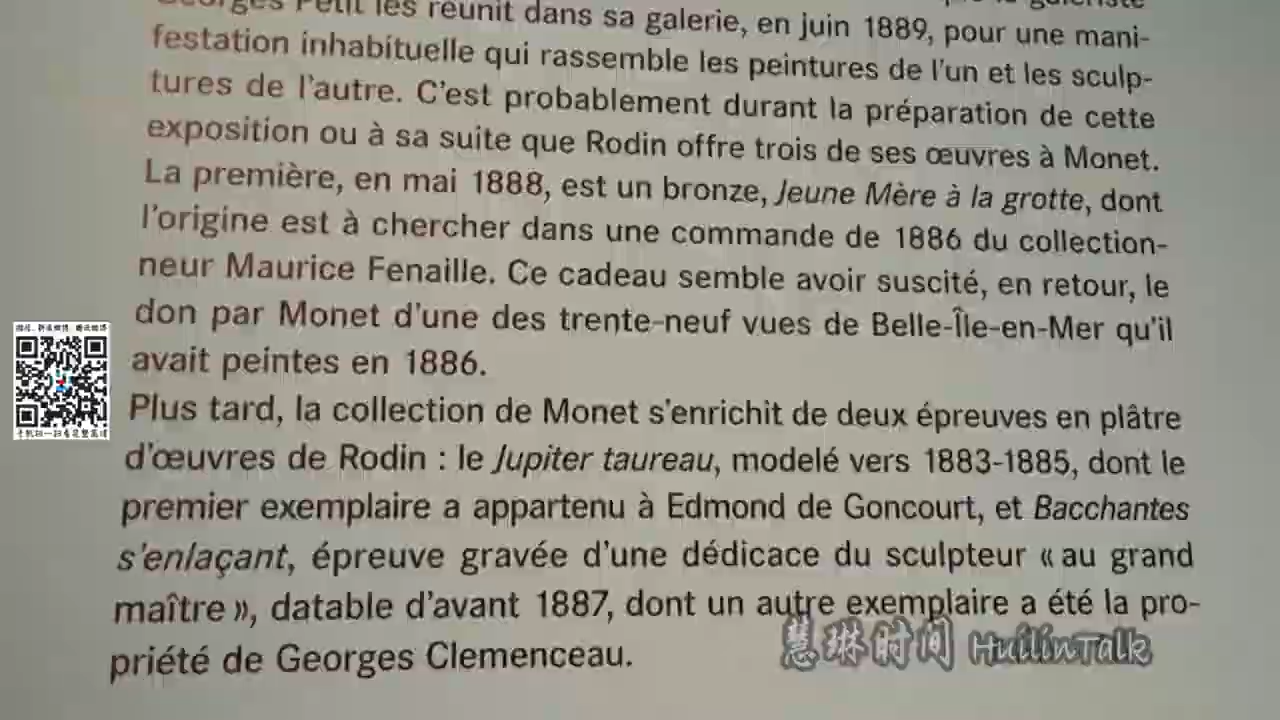 Georges Petit les réunit dans sa galerie, en juin 1889, pour une mani-
festation inhabituelle qui rassemble les peintures de l'un et les sculp-
tures de l'autre. C'est probablement durant la préparation de cette
exposition ou à sa suite que Rodin offre trois de ses œuvres à Monet.
La première, en mai 1888, est un bronze, Jeune Mère à la grotte, dont
l'origine est à chercher dans une commande de 1886 du collection-
neur Maurice Fenaille. Ce cadeau semble avoir suscité, en retour, le
don par Monet d'une des trente-neuf vues de Belle-Île-en-Mer qu'il
avait peintes en 1886.
Plus tard, la collection de Monet s'enrichit de deux épreuves en plâtre
d'œuvres de Rodin : le Jupiter taureau, modelé vers 1883-1885, dont le
premier exemplaire a appartenu à Edmond de Goncourt, et Bacchantes
s'enlaçant, épreuve gravée d'une dédicace du sculpteur « au grand
maître », datable d'avant 1887, dont un autre exemplaire a été la pro-
priété de Georges Clemenceau.
慧琳时间 HuilinTalk